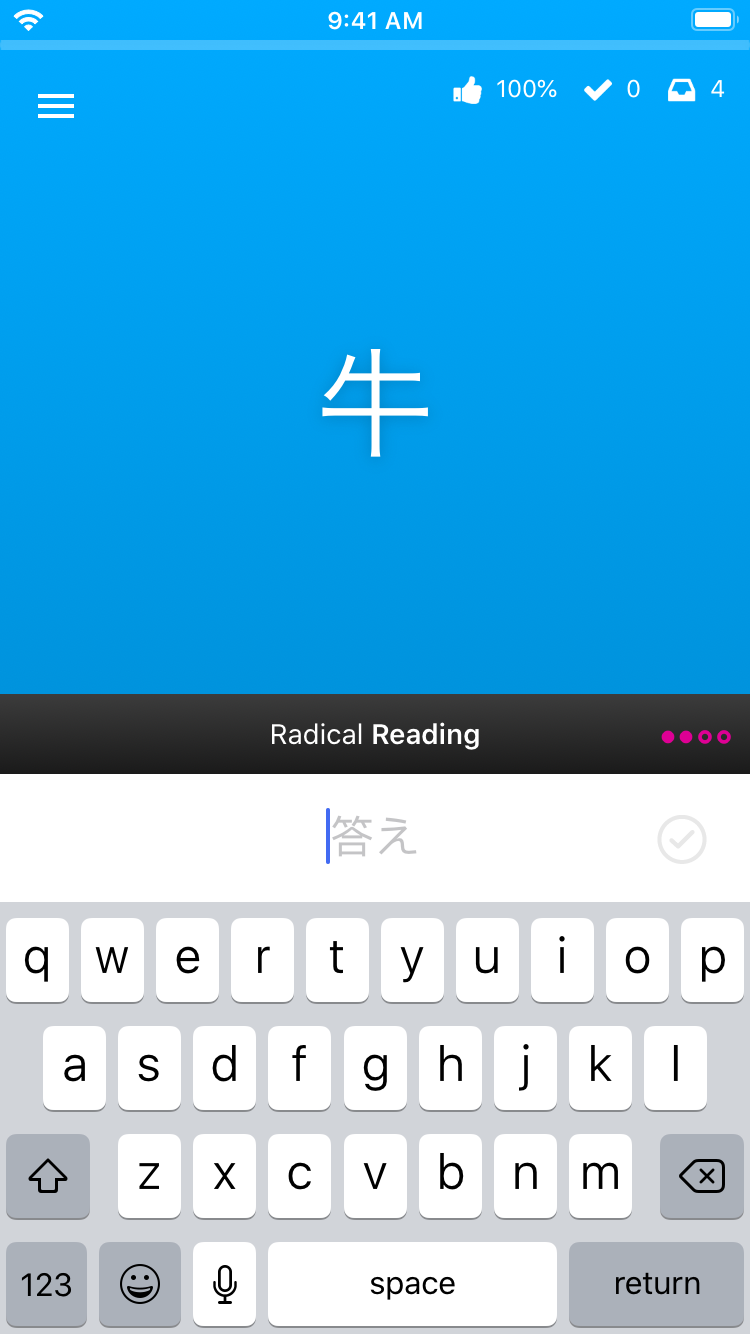 9:41 AM
100% 0 4
牛
Radical Reading
答え
q w e r t y u i o p
a s d f g h j k l
z x c v b n m
123 space return